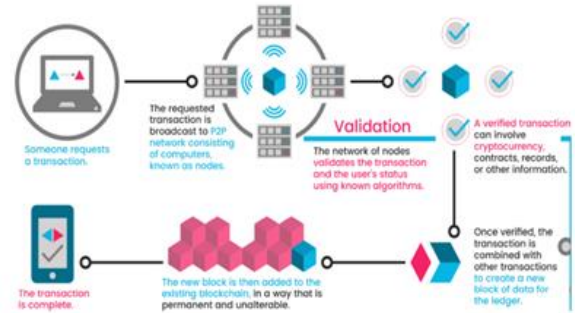 Someone requests
a transaction.
The requested
transaction is
broadcast to P2P
network consisting
of computers,
known as nodes.
Validation
The network of nodes
validates the transaction
and the user's status
using known algorithms.
A verified transaction
can involve
cryptocurrency,
contracts, records,
or other information.
Once verified, the
transaction is
combined with
other transactions
to create a new
block of data for
the ledger.
The new block is then added to the
existing blockchain, in a way that is
permanent and unalterable.
The transaction
is complete.